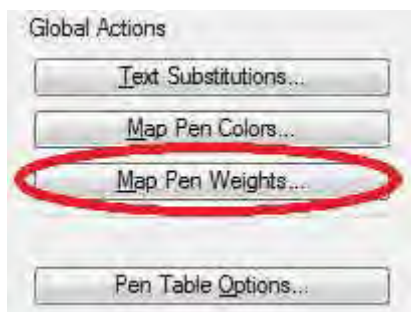 Global Actions
Text Substitutions...
Map Pen Colors...
Map Pen Weights...
Pen Table Options...